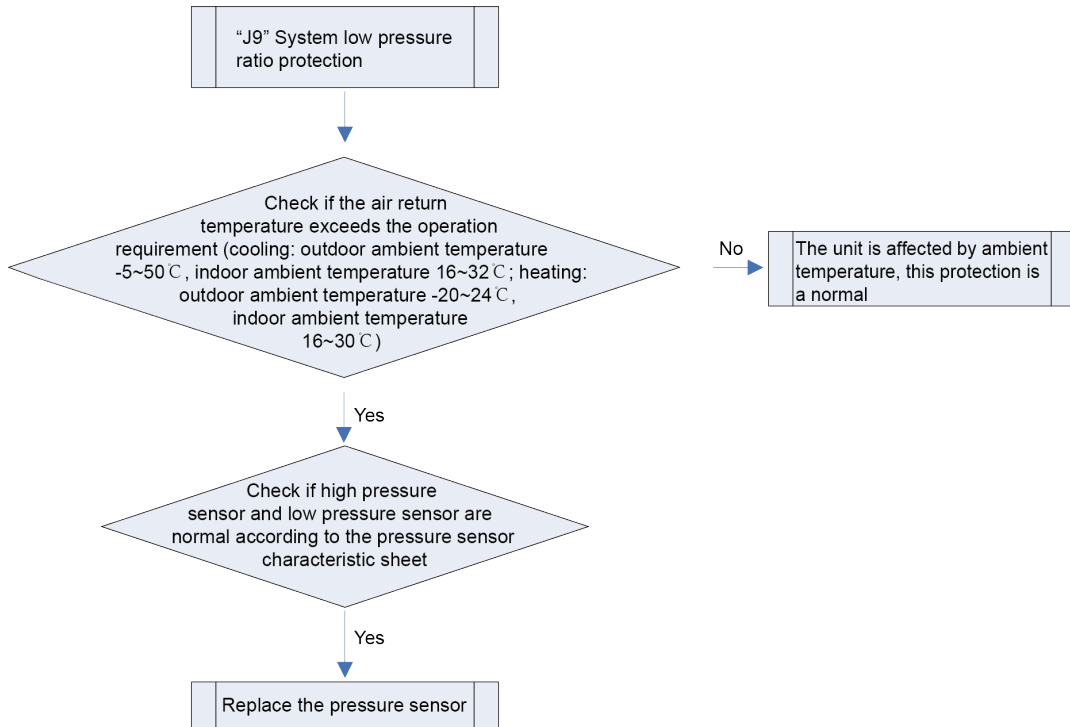 “J9” System low pressure
ratio protection
Check if the air return
temperature exceeds the operation
requirement (cooling: outdoor ambient temperature
-5~50℃, indoor ambient temperature 16~32℃; heating:
outdoor ambient temperature -20~24℃,
indoor ambient temperature
16~30℃)
No
The unit is affected by ambient
temperature, this protection is
a normal
Yes
Check if high pressure
sensor and low pressure sensor are
normal according to the pressure sensor
characteristic sheet
Yes
Replace the pressure sensor